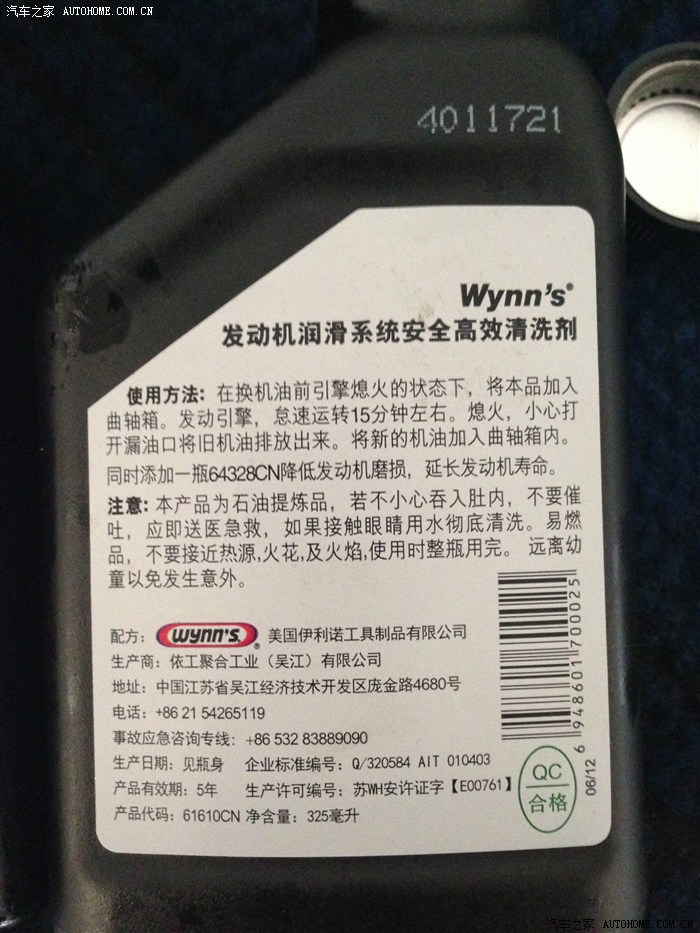 汽车之家 AUTOHOME.COM.CN
4011721
Wynn's®
发动机润滑系统安全高效清洗剂
使用方法: 在换机油前引擎熄火的状态下，将本品加入
曲轴箱。发动引擎，怠速运转15分钟左右。熄火，小心打
开漏油口将旧机油排放出来。将新的机油加入曲轴箱内。
同时添加一瓶64328CN降低发动机磨损，延长发动机寿命。
注意: 本产品为石油提炼品，若不小心吞入肚内，不要催
吐，应即送医急救，如果接触眼睛用水彻底清洗。易燃
品，不要接近热源,火花,及火焰,使用时整瓶用完。远离幼
童以免发生意外。
配方: WYNN'S® 美国伊利诺工具制品有限公司
生产商: 依工聚合工业（吴江）有限公司
地址: 中国江苏省吴江经济技术开发区庞金路4680号
电话: +86 21 54265119
事故应急咨询专线: +86 532 83889090
生产日期: 见瓶身 企业标准编号: Q/320584 AIT 010403
产品有效期: 5年 生产许可编号: 苏WH安许证字【E00761】
产品代码: 61610CN 净含量: 325毫升
6 948601 700025
QC
合格
06/12
汽车之家 AUTOHOME.COM.CN